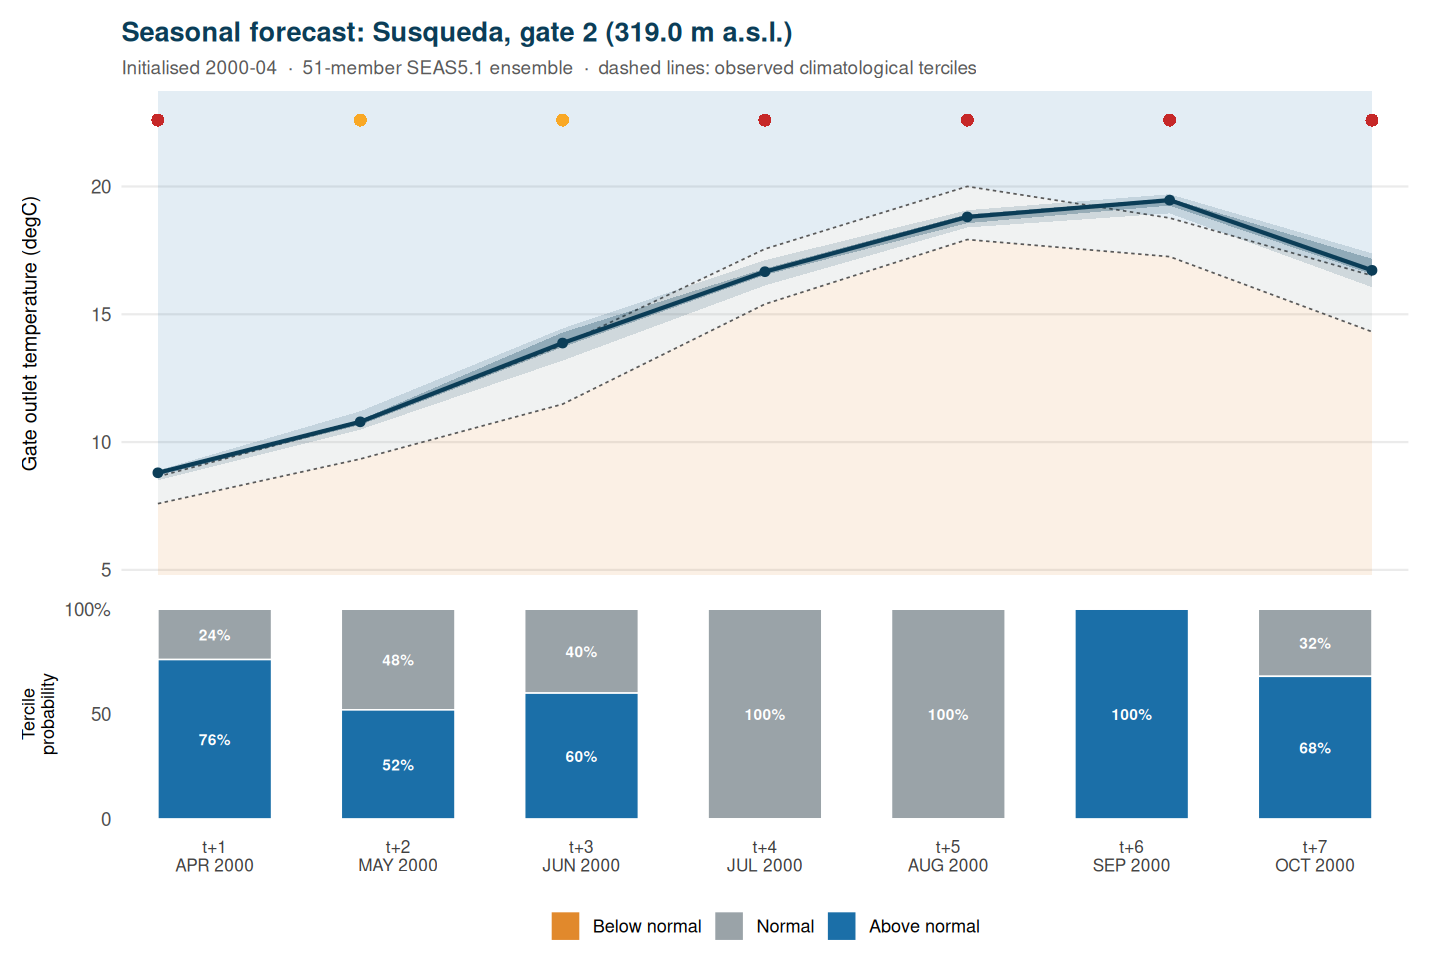 Seasonal forecast: Susqueda, gate 2 (319.0 m a.s.l.)
Initialised 2000-04 · 51-member SEAS5.1 ensemble · dashed lines: observed climatological terciles
Gate outlet temperature (degC)
20
15
10
5
Tercile
probability
100%
50
0
24%
48%
40%
100%
100%
100%
32%
76%
52%
60%
68%
t+1
APR 2000
t+2
MAY 2000
t+3
JUN 2000
t+4
JUL 2000
t+5
AUG 2000
t+6
SEP 2000
t+7
OCT 2000
Below normal
Normal
Above normal